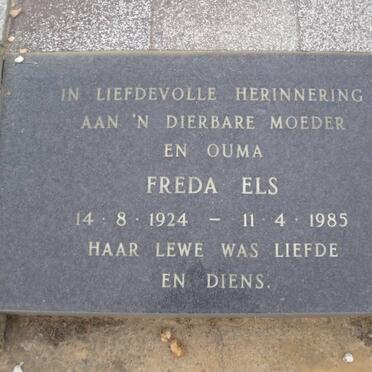 IN LIEFDEVOLLE HERINNERING
AAN 'N DIERBARE MOEDER
EN OUMA
FREDA ELS
14 · 8 · 1924 – 11 · 4 · 1985
HAAR LEWE WAS LIEFDE
EN DIENS.